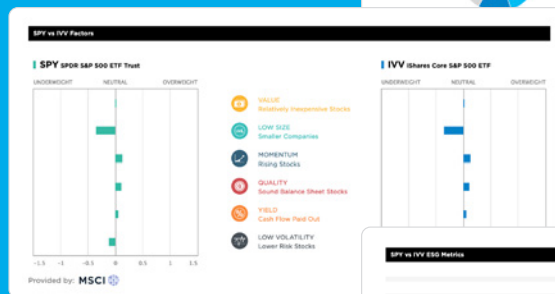 SPY vs IVV Factors
SPY SPDR S&P 500 ETF Trust
UNDERWEIGHT NEUTRAL OVERWEIGHT
IVV iShares Core S&P 500 ETF
UNDERWEIGHT NEUTRAL OVERWEIGHT
VALUE
Relatively Inexpensive Stocks
LOW SIZE
Smaller Companies
MOMENTUM
Rising Stocks
QUALITY
Sound Balance Sheet Stocks
YIELD
Cash Flow Paid Out
LOW VOLATILITY
Lower Risk Stocks
-1.5 -1 -0.5 0 0.5 1 1.5
Provided by: MSCI
SPY vs IVV ESG Metrics